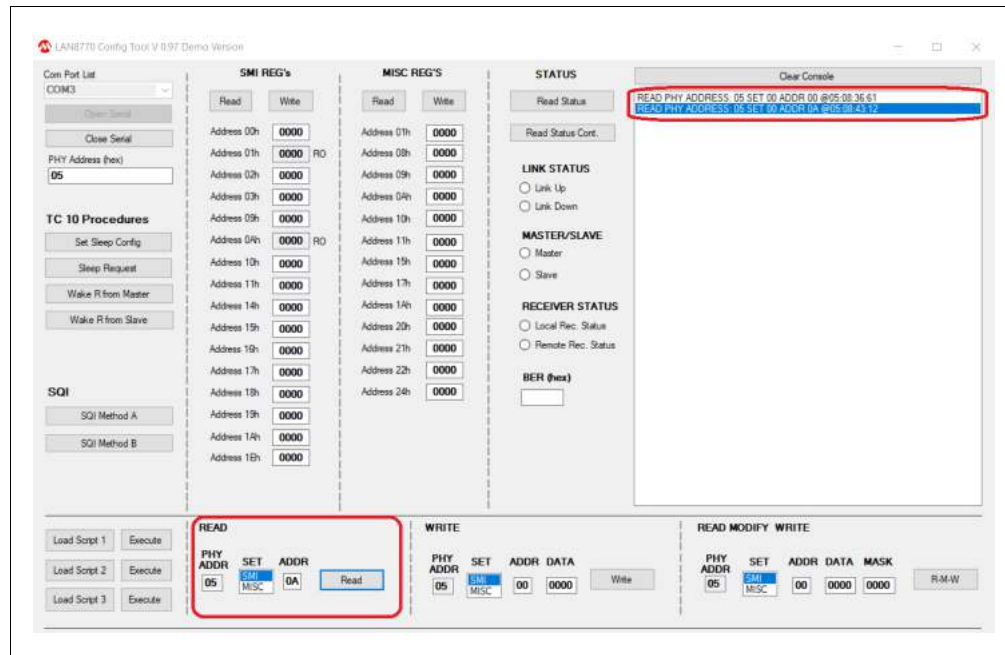 LAN8770 Config Tool V 0.97 Demo Version
Com Port List
COM3
Open Serial
Close Serial
PHY Address (hex)
05
TC 10 Procedures
Set Sleep Config
Sleep Request
Wake R from Master
Wake R from Slave
SQI
SQI Method A
SQI Method B
SMI REG's
Read Write
Address 00h 0000
Address 01h 0000 RO
Address 02h 0000
Address 03h 0000
Address 09h 0000
Address 0Ah 0000 RO
Address 10h 0000
Address 11h 0000
Address 14h 0000
Address 15h 0000
Address 16h 0000
Address 17h 0000
Address 18h 0000
Address 19h 0000
Address 1Ah 0000
Address 1Bh 0000
MISC REG'S
Read Write
Address 01h 0000
Address 08h 0000
Address 09h 0000
Address 0Ah 0000
Address 10h 0000
Address 11h 0000
Address 15h 0000
Address 17h 0000
Address 1Ah 0000
Address 20h 0000
Address 21h 0000
Address 22h 0000
Address 24h 0000
STATUS
Read Status
Read Status Cont.
LINK STATUS
Link Up
Link Down
MASTER/SLAVE
Master
Slave
RECEIVER STATUS
Local Rec. Status
Remote Rec. Status
BER (hex)
Clear Console
READ PHY ADDRESS: 05 SET 00 ADDR 00 @05:08:36:61
READ PHY ADDRESS: 05 SET 00 ADDR 0A @05:08:43:12
Load Script 1 Execute
Load Script 2 Execute
Load Script 3 Execute
READ
PHY ADDR SET ADDR
05 SMI MISC 0A Read
WRITE
PHY ADDR SET ADDR DATA
05 SMI MISC 00 0000 Write
READ MODIFY WRITE
PHY ADDR SET ADDR DATA MASK
05 SMI MISC 00 0000 0000 R-M-W